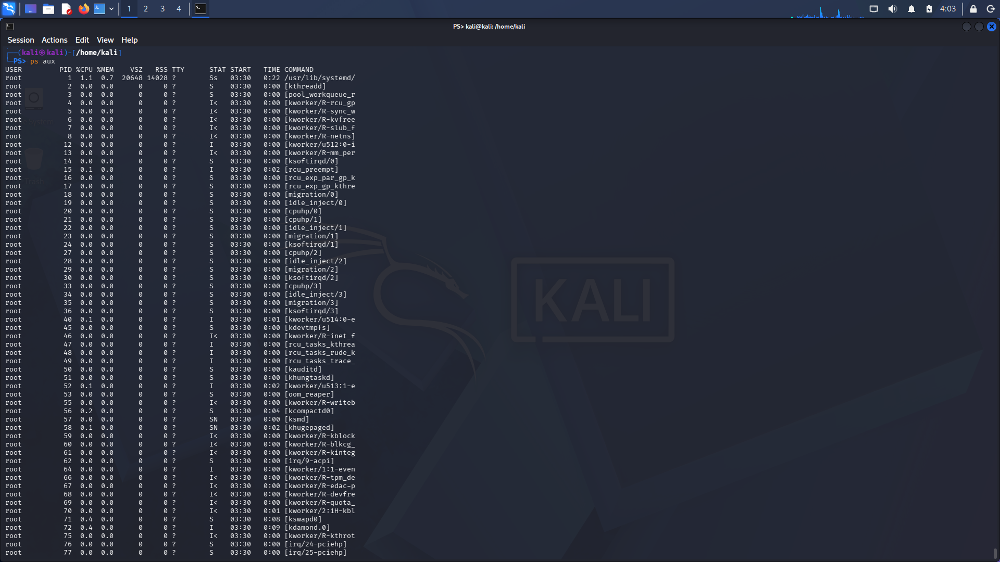 1 2 3 4 4:03
PS> kali@kali: /home/kali
Session Actions Edit View Help
┌──(kali㉿kali)-[/home/kali]
└─PS> ps aux
USER         PID %CPU %MEM    VSZ   RSS TTY      STAT START   TIME COMMAND
root           1  1.1  0.7  20648 14028 ?        Ss   03:30   0:22 /usr/lib/systemd/
root           2  0.0  0.0      0     0 ?        S    03:30   0:00 [kthreadd]
root           3  0.0  0.0      0     0 ?        S    03:30   0:00 [pool_workqueue_r
root           4  0.0  0.0      0     0 ?        I<   03:30   0:00 [kworker/R-rcu_gp
root           5  0.0  0.0      0     0 ?        I<   03:30   0:00 [kworker/R-sync_w
root           6  0.0  0.0      0     0 ?        I<   03:30   0:00 [kworker/R-kvfree
root           7  0.0  0.0      0     0 ?        I<   03:30   0:00 [kworker/R-slub_f
root           8  0.0  0.0      0     0 ?        I<   03:30   0:00 [kworker/R-netns]
root          12  0.0  0.0      0     0 ?        I    03:30   0:00 [kworker/u512:0-i
root          13  0.0  0.0      0     0 ?        I<   03:30   0:00 [kworker/R-mm_per
root          14  0.0  0.0      0     0 ?        S    03:30   0:00 [ksoftirqd/0]
root          15  0.1  0.0      0     0 ?        I    03:30   0:02 [rcu_preempt]
root          16  0.0  0.0      0     0 ?        S    03:30   0:00 [rcu_exp_par_gp_k
root          17  0.0  0.0      0     0 ?        S    03:30   0:00 [rcu_exp_gp_kthre
root          18  0.0  0.0      0     0 ?        S    03:30   0:00 [migration/0]
root          19  0.0  0.0      0     0 ?        S    03:30   0:00 [idle_inject/0]
root          20  0.0  0.0      0     0 ?        S    03:30   0:00 [cpuhp/0]
root          21  0.0  0.0      0     0 ?        S    03:30   0:00 [cpuhp/1]
root          22  0.0  0.0      0     0 ?        S    03:30   0:00 [idle_inject/1]
root          23  0.0  0.0      0     0 ?        S    03:30   0:00 [migration/1]
root          24  0.0  0.0      0     0 ?        S    03:30   0:00 [ksoftirqd/1]
root          27  0.0  0.0      0     0 ?        S    03:30   0:00 [cpuhp/2]
root          28  0.0  0.0      0     0 ?        S    03:30   0:00 [idle_inject/2]
root          29  0.0  0.0      0     0 ?        S    03:30   0:00 [migration/2]
root          30  0.0  0.0      0     0 ?        S    03:30   0:00 [ksoftirqd/2]
root          33  0.0  0.0      0     0 ?        S    03:30   0:00 [cpuhp/3]
root          34  0.0  0.0      0     0 ?        S    03:30   0:00 [idle_inject/3]
root          35  0.0  0.0      0     0 ?        S    03:30   0:00 [migration/3]
root          36  0.0  0.0      0     0 ?        S    03:30   0:00 [ksoftirqd/3]
root          40  0.1  0.0      0     0 ?        I    03:30   0:01 [kworker/u514:0-e
root          45  0.0  0.0      0     0 ?        S    03:30   0:00 [kdevtmpfs]
root          46  0.0  0.0      0     0 ?        I<   03:30   0:00 [kworker/R-inet_f
root          47  0.0  0.0      0     0 ?        I    03:30   0:00 [rcu_tasks_kthrea
root          48  0.0  0.0      0     0 ?        I    03:30   0:00 [rcu_tasks_rude_k
root          49  0.0  0.0      0     0 ?        I    03:30   0:00 [rcu_tasks_trace_
root          50  0.0  0.0      0     0 ?        S    03:30   0:00 [kauditd]
root          51  0.0  0.0      0     0 ?        S    03:30   0:00 [khungtaskd]
root          52  0.1  0.0      0     0 ?        I    03:30   0:02 [kworker/u513:1-e
root          53  0.0  0.0      0     0 ?        S    03:30   0:00 [oom_reaper]
root          55  0.0  0.0      0     0 ?        I<   03:30   0:00 [kworker/R-writeb
root          56  0.2  0.0      0     0 ?        S    03:30   0:04 [kcompactd0]
root          57  0.0  0.0      0     0 ?        SN   03:30   0:00 [ksmd]
root          58  0.1  0.0      0     0 ?        SN   03:30   0:02 [khugepaged]
root          59  0.0  0.0      0     0 ?        I<   03:30   0:00 [kworker/R-kblock
root          60  0.0  0.0      0     0 ?        I<   03:30   0:00 [kworker/R-blkcg_
root          61  0.0  0.0      0     0 ?        I<   03:30   0:00 [kworker/R-kinteg
root          62  0.0  0.0      0     0 ?        S    03:30   0:00 [irq/9-acpi]
root          64  0.0  0.0      0     0 ?        I    03:30   0:00 [kworker/1:1-even
root          66  0.0  0.0      0     0 ?        I<   03:30   0:00 [kworker/R-tpm_de
root          67  0.0  0.0      0     0 ?        I<   03:30   0:00 [kworker/R-edac-p
root          68  0.0  0.0      0     0 ?        I<   03:30   0:00 [kworker/R-devfre
root          69  0.0  0.0      0     0 ?        I<   03:30   0:00 [kworker/R-quota_
root          70  0.0  0.0      0     0 ?        I<   03:30   0:01 [kworker/2:1H-kbl
root          71  0.4  0.0      0     0 ?        S    03:30   0:08 [kswapd0]
root          72  0.4  0.0      0     0 ?        I    03:30   0:09 [kdamond.0]
root          75  0.0  0.0      0     0 ?        I<   03:30   0:00 [kworker/R-kthrot
root          76  0.0  0.0      0     0 ?        S    03:30   0:00 [irq/24-pciehp]
root          77  0.0  0.0      0     0 ?        S    03:30   0:00 [irq/25-pciehp]
System
Trash
KALI